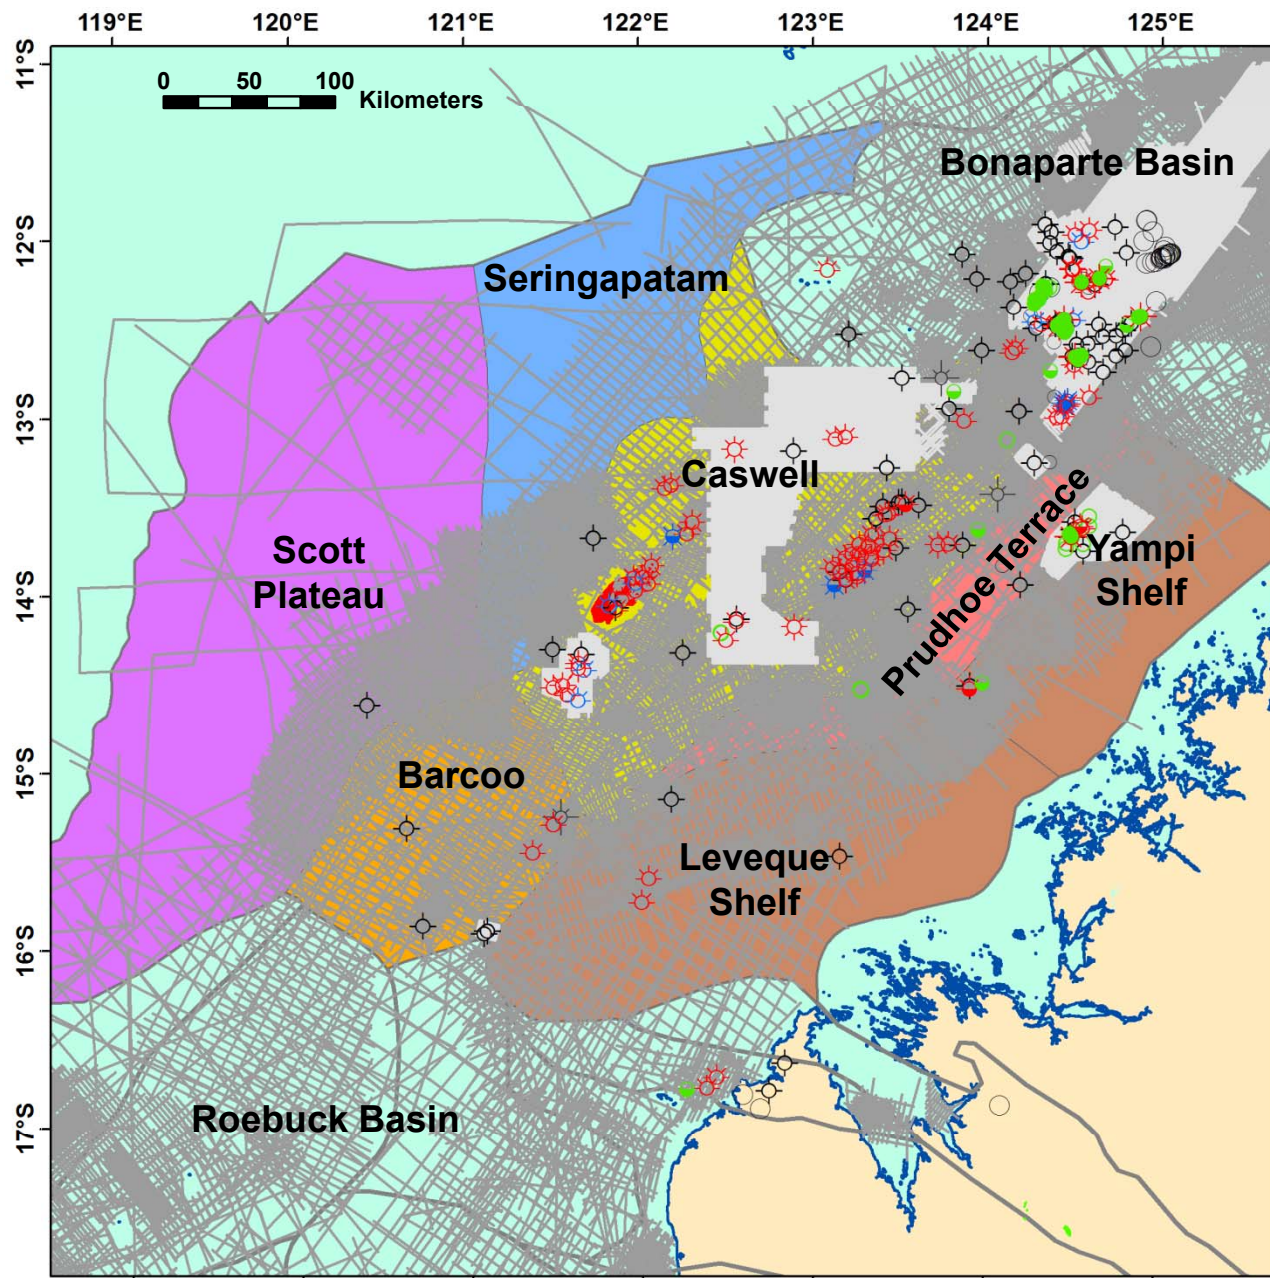 119°E 120°E 121°E 122°E 123°E 124°E 125°E
11°S
0 50 100
Kilometers
Bonaparte Basin
12°S
Seringapatam
13°S
Caswell
Prudhoe Terrace
Scott
Plateau
Yampi
Shelf
14°S
15°S
Barcoo
Leveque
Shelf
16°S
Roebuck Basin
17°S